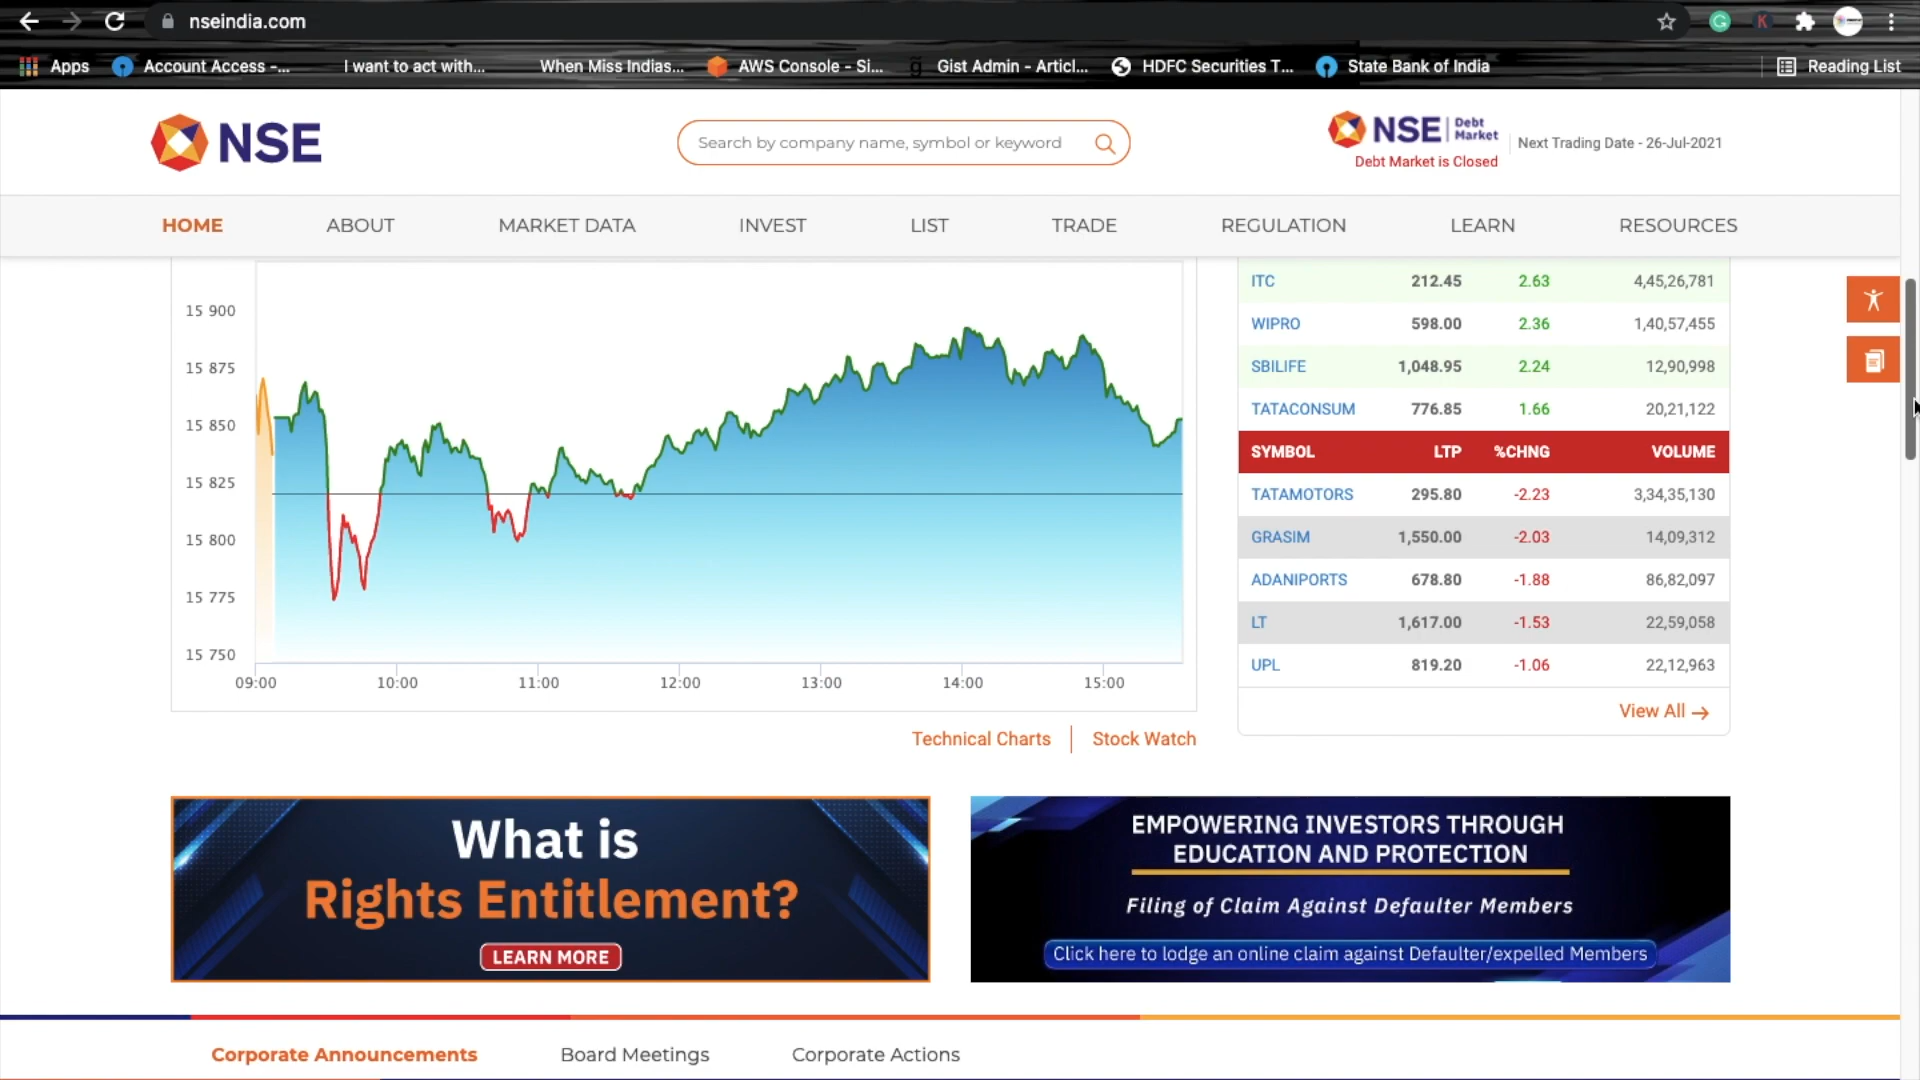 nseindia.com
Apps
Account Access -...
I want to act with...
When Miss Indias...
AWS Console - Si...
Gist Admin - Articl...
HDFC Securities T...
State Bank of India
Reading List
NSE
Search by company name, symbol or keyword
NSE Debt Market
Debt Market is Closed
Next Trading Date - 26-Jul-2021
HOME ABOUT MARKET DATA INVEST LIST TRADE REGULATION LEARN RESOURCES
15 900
15 875
15 850
15 825
15 800
15 775
15 750
09:00 10:00 11:00 12:00 13:00 14:00 15:00
ITC 212.45 2.63 4,45,26,781
WIPRO 598.00 2.36 1,40,57,455
SBILIFE 1,048.95 2.24 12,90,998
TATACONSUM 776.85 1.66 20,21,122
SYMBOL LTP %CHNG VOLUME
TATAMOTORS 295.80 -2.23 3,34,35,130
GRASIM 1,550.00 -2.03 14,09,312
ADANIPORTS 678.80 -1.88 86,82,097
LT 1,617.00 -1.53 22,59,058
UPL 819.20 -1.06 22,12,963
View All →
Technical Charts | Stock Watch
What is
Rights Entitlement?
LEARN MORE
EMPOWERING INVESTORS THROUGH
EDUCATION AND PROTECTION
Filing of Claim Against Defaulter Members
Click here to lodge an online claim against Defaulter/expelled Members
Corporate Announcements Board Meetings Corporate Actions